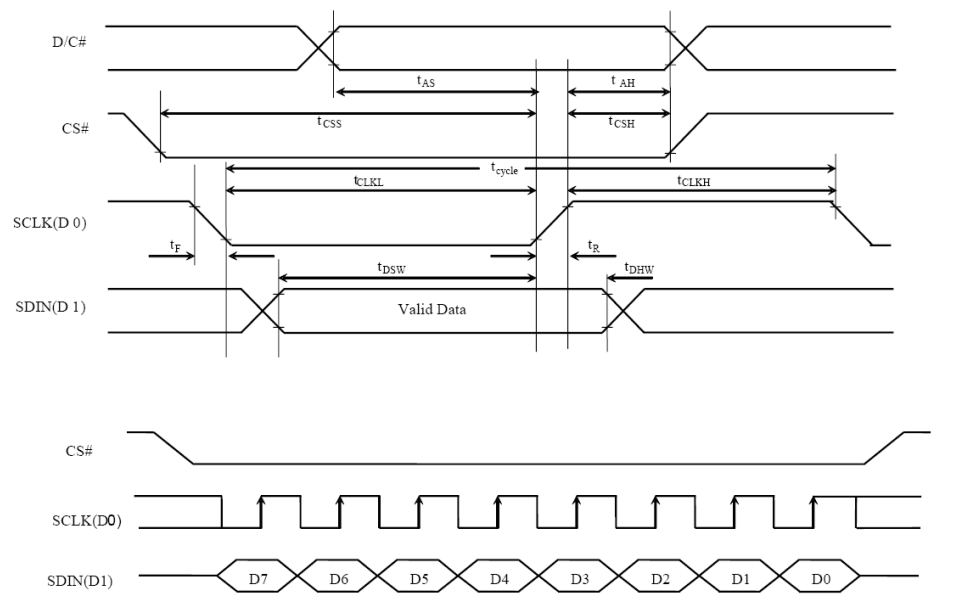 D/C#
tAS
t AH
CS#
tCSS
tCSH
tcycle
tCLKL
tCLKH
SCLK(D 0)
tF
tR
tDSW
tDHW
SDIN(D 1)
Valid Data
CS#
SCLK(D0)
SDIN(D1)
D7 D6 D5 D4 D3 D2 D1 D0